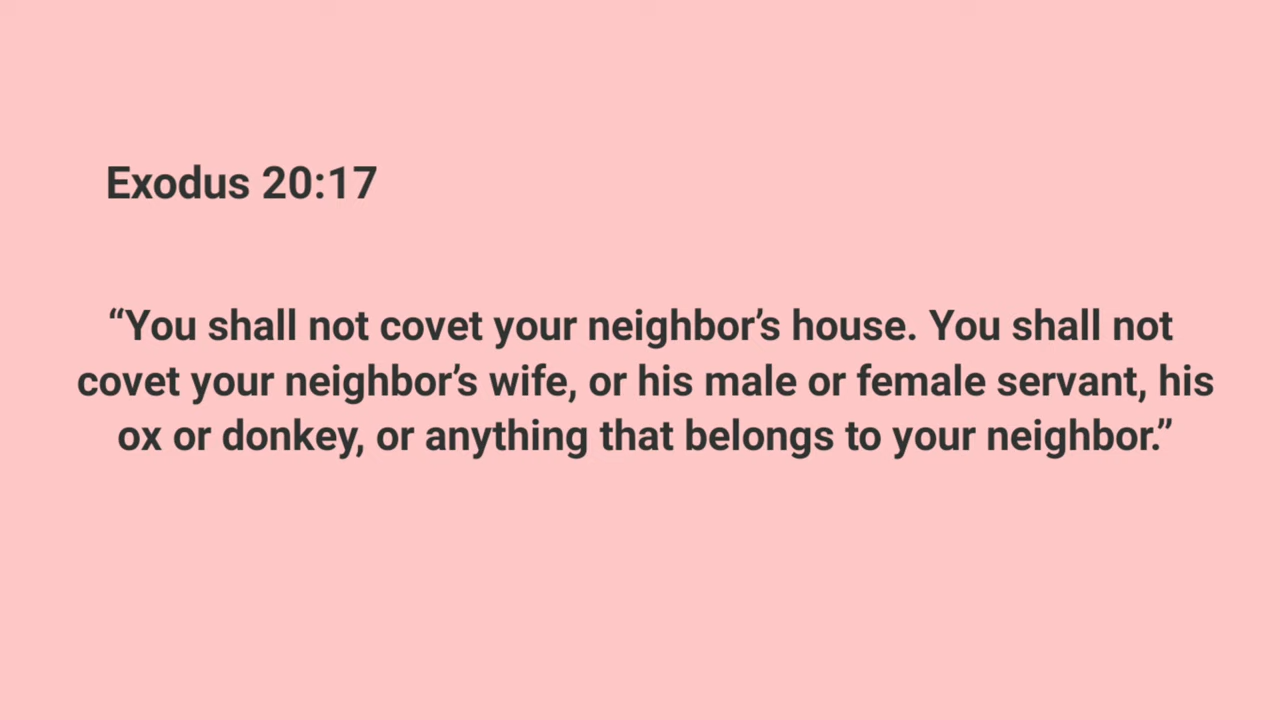 Exodus 20:17
“You shall not covet your neighbor’s house. You shall not
covet your neighbor’s wife, or his male or female servant, his
ox or donkey, or anything that belongs to your neighbor.”